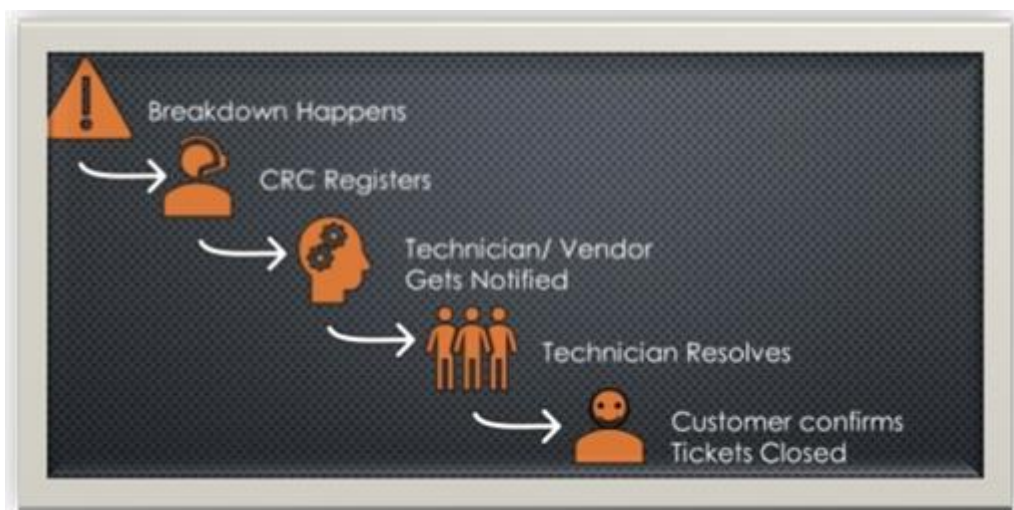 Breakdown Happens
CRC Registers
Technician/ Vendor
Gets Notified
Technician Resolves
Customer confirms
Tickets Closed